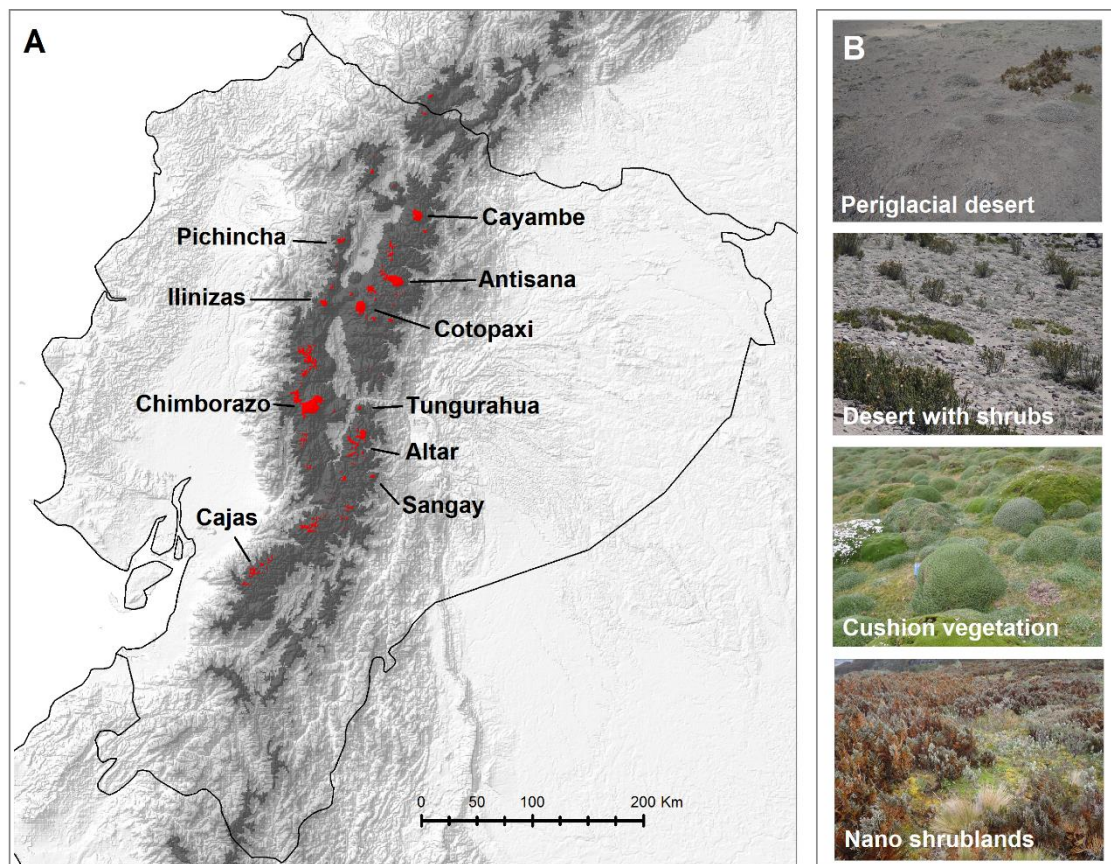 A
Cayambe
Pichincha
Antisana
Ilinizas
Cotopaxi
Chimborazo
Tungurahua
Altar
Sangay
Cajas
0 50 100 200 Km
B
Periglacial desert
Desert with shrubs
Cushion vegetation
Nano shrublands